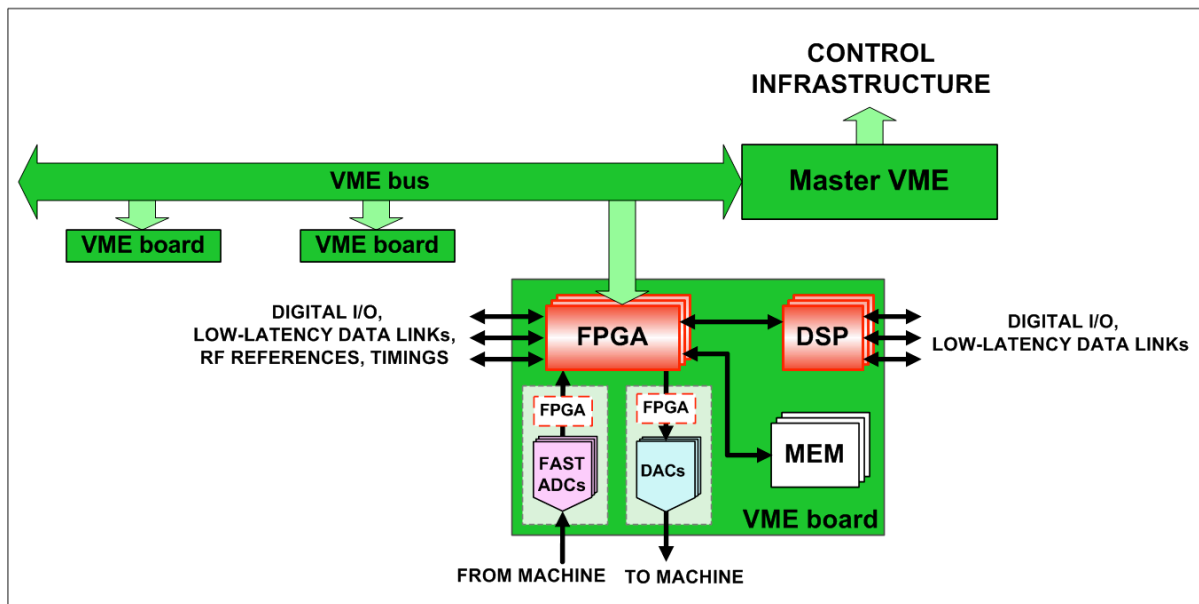 CONTROL
INFRASTRUCTURE
VME bus
Master VME
VME board
VME board
DIGITAL I/O,
LOW-LATENCY DATA LINKs,
RF REFERENCES, TIMINGS
FPGA
DSP
DIGITAL I/O,
LOW-LATENCY DATA LINKs
FPGA
FPGA
FAST
ADCs
DACs
MEM
VME board
FROM MACHINE
TO MACHINE